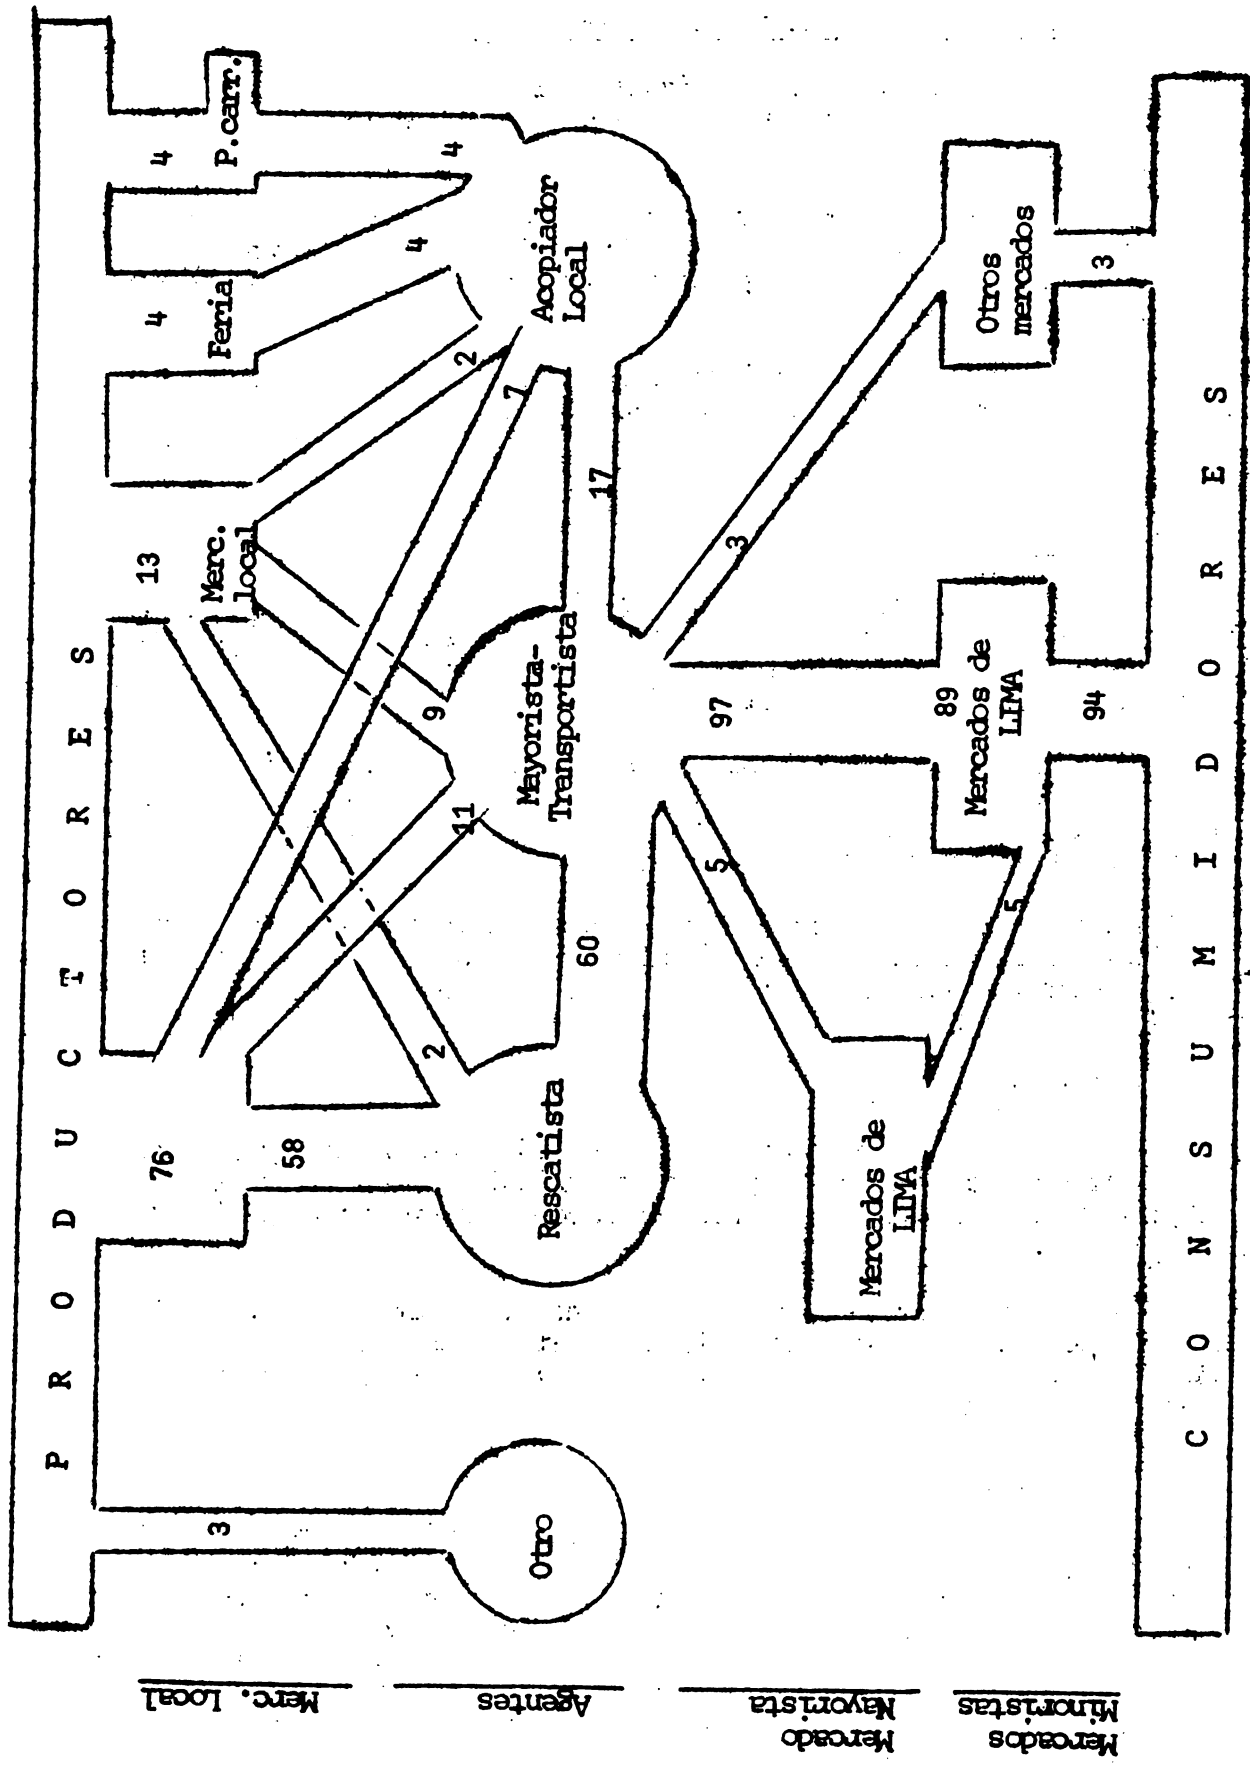 P R O D U C T O R E S
3
76
13
4
4
58
Merc.
local
Feria
P.carr.
2
11
9
7
2
4
4
Otro
Rescatista
Mayorista-
Transportista
Acopiador
Local
60
17
5
97
3
Mercados de
LIMA
89
Mercados de
LIMA
Otros
mercados
5
94
3
C O N S U M I D O R E S
Merc. Local
Agentes
Mercado
Nayorista
Mercados
Minoristas